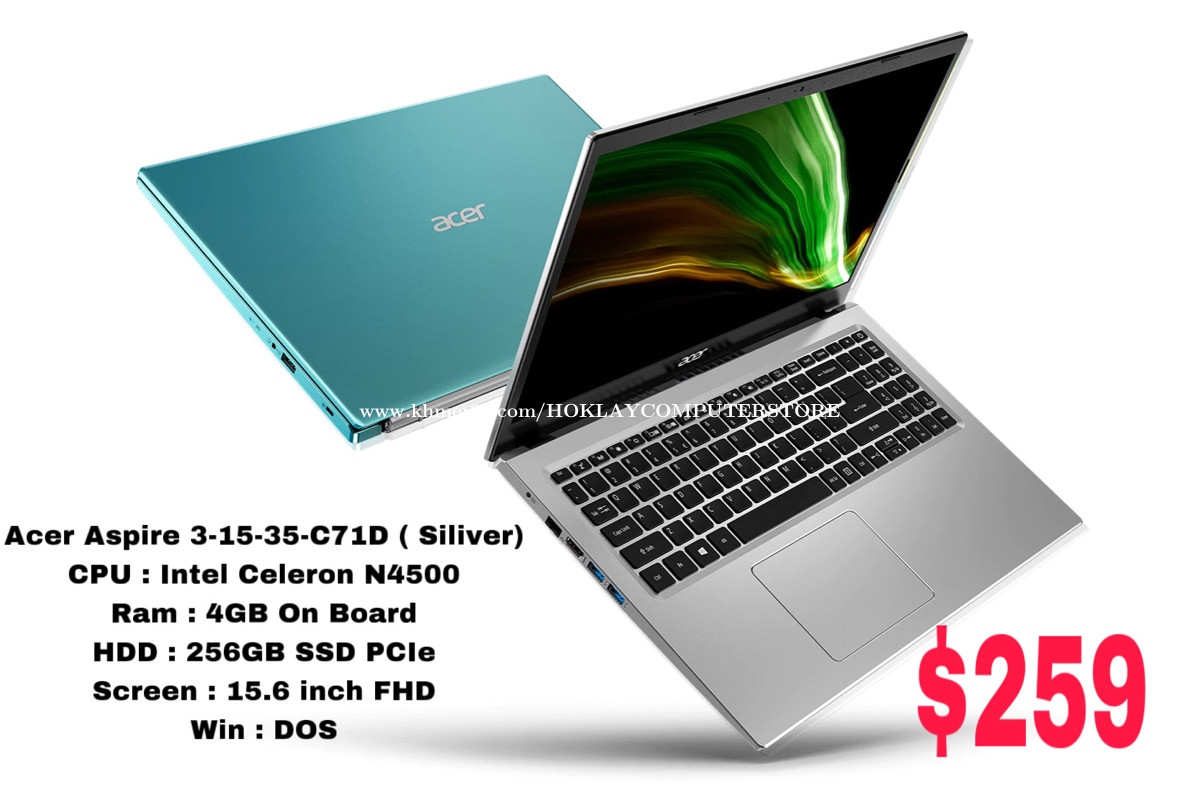 acer
acer
www.khmer24.com/HOKLAYCOMPUTERSTORE
Acer Aspire 3-15-35-C71D ( Siliver)
CPU : Intel Celeron N4500
Ram : 4GB On Board
HDD : 256GB SSD PCIe
Screen : 15.6 inch FHD
Win : DOS
$259